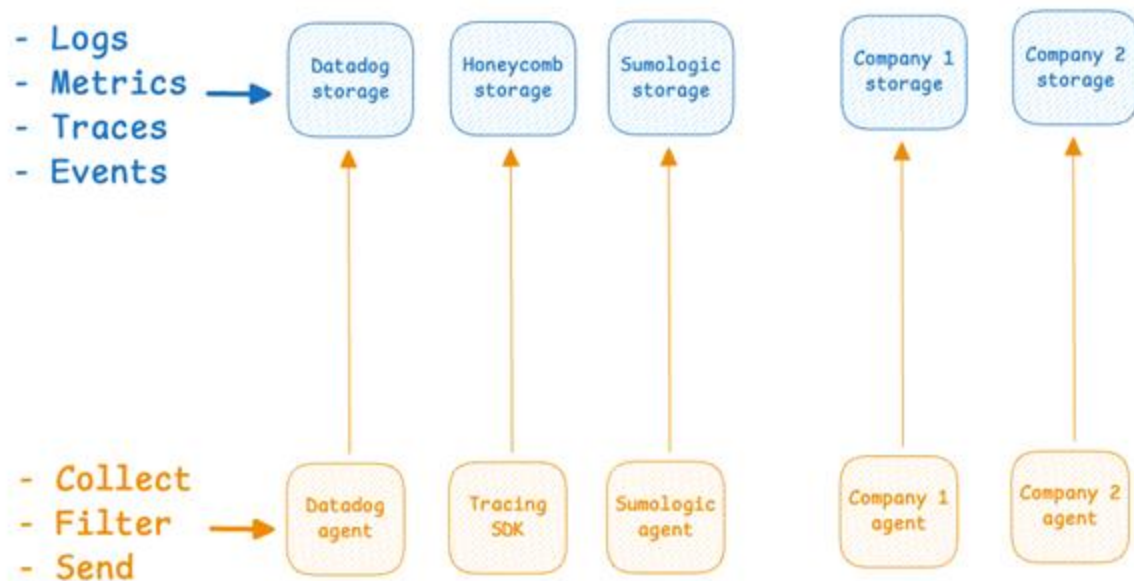 - Logs
- Metrics
- Traces
- Events
Datadog
storage
Honeycomb
storage
Sumologic
storage
Company 1
storage
Company 2
storage
- Collect
- Filter
- Send
Datadog
agent
Tracing
SDK
Sumologic
agent
Company 1
agent
Company 2
agent